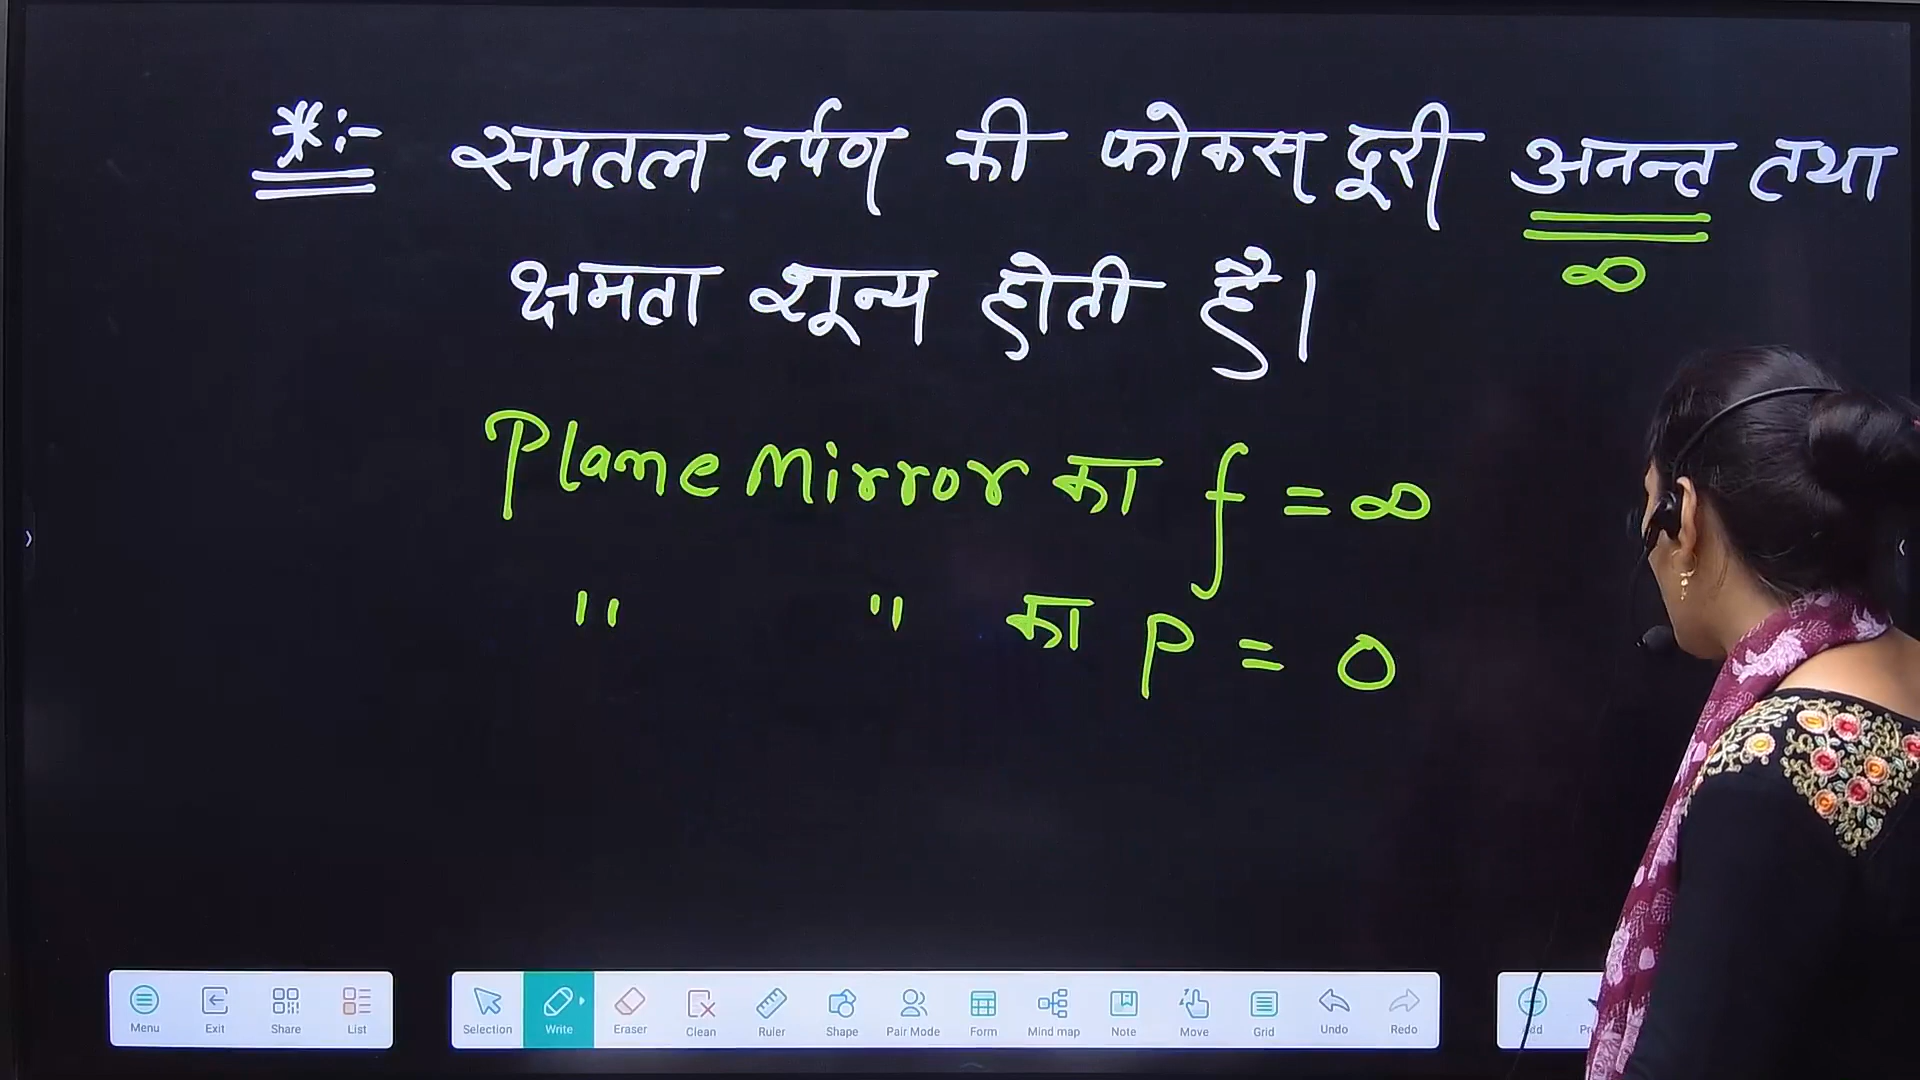 *:- समतल दर्पण की फोकस दूरी अनन्त तथा
∞
क्षमता शून्य होती है।
Plane Mirror का f = ∞
" " का P = 0
Menu Exit Share List Selection Write Eraser Clean Ruler Shape Pair Mode Form Mind map Note Move Grid Undo Redo